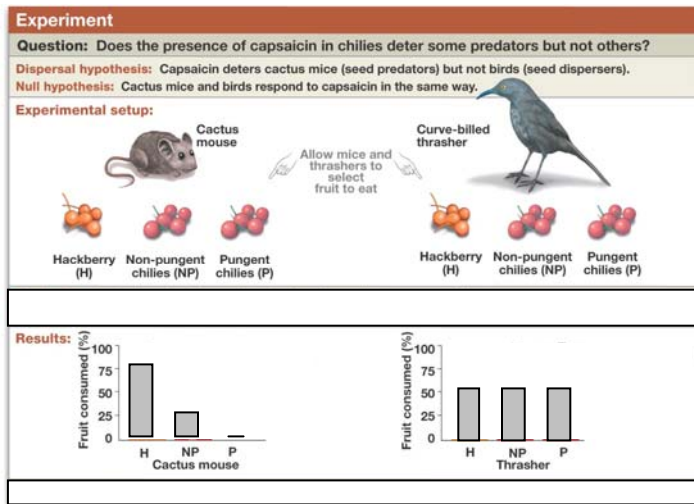 Experiment
Question: Does the presence of capsaicin in chilies deter some predators but not others?
Dispersal hypothesis: Capsaicin deters cactus mice (seed predators) but not birds (seed dispersers).
Null hypothesis: Cactus mice and birds respond to capsaicin in the same way.
Experimental setup:
Cactus
mouse
Allow mice and
thrashers to
select
fruit to eat
Curve-billed
thrasher
Hackberry
(H)
Non-pungent
chilies (NP)
Pungent
chilies (P)
Hackberry
(H)
Non-pungent
chilies (NP)
Pungent
chilies (P)
Results:
Fruit consumed (%)
100
75
50
25
0
H NP P
Cactus mouse
Fruit consumed (%)
100
75
50
25
0
H NP P
Thrasher